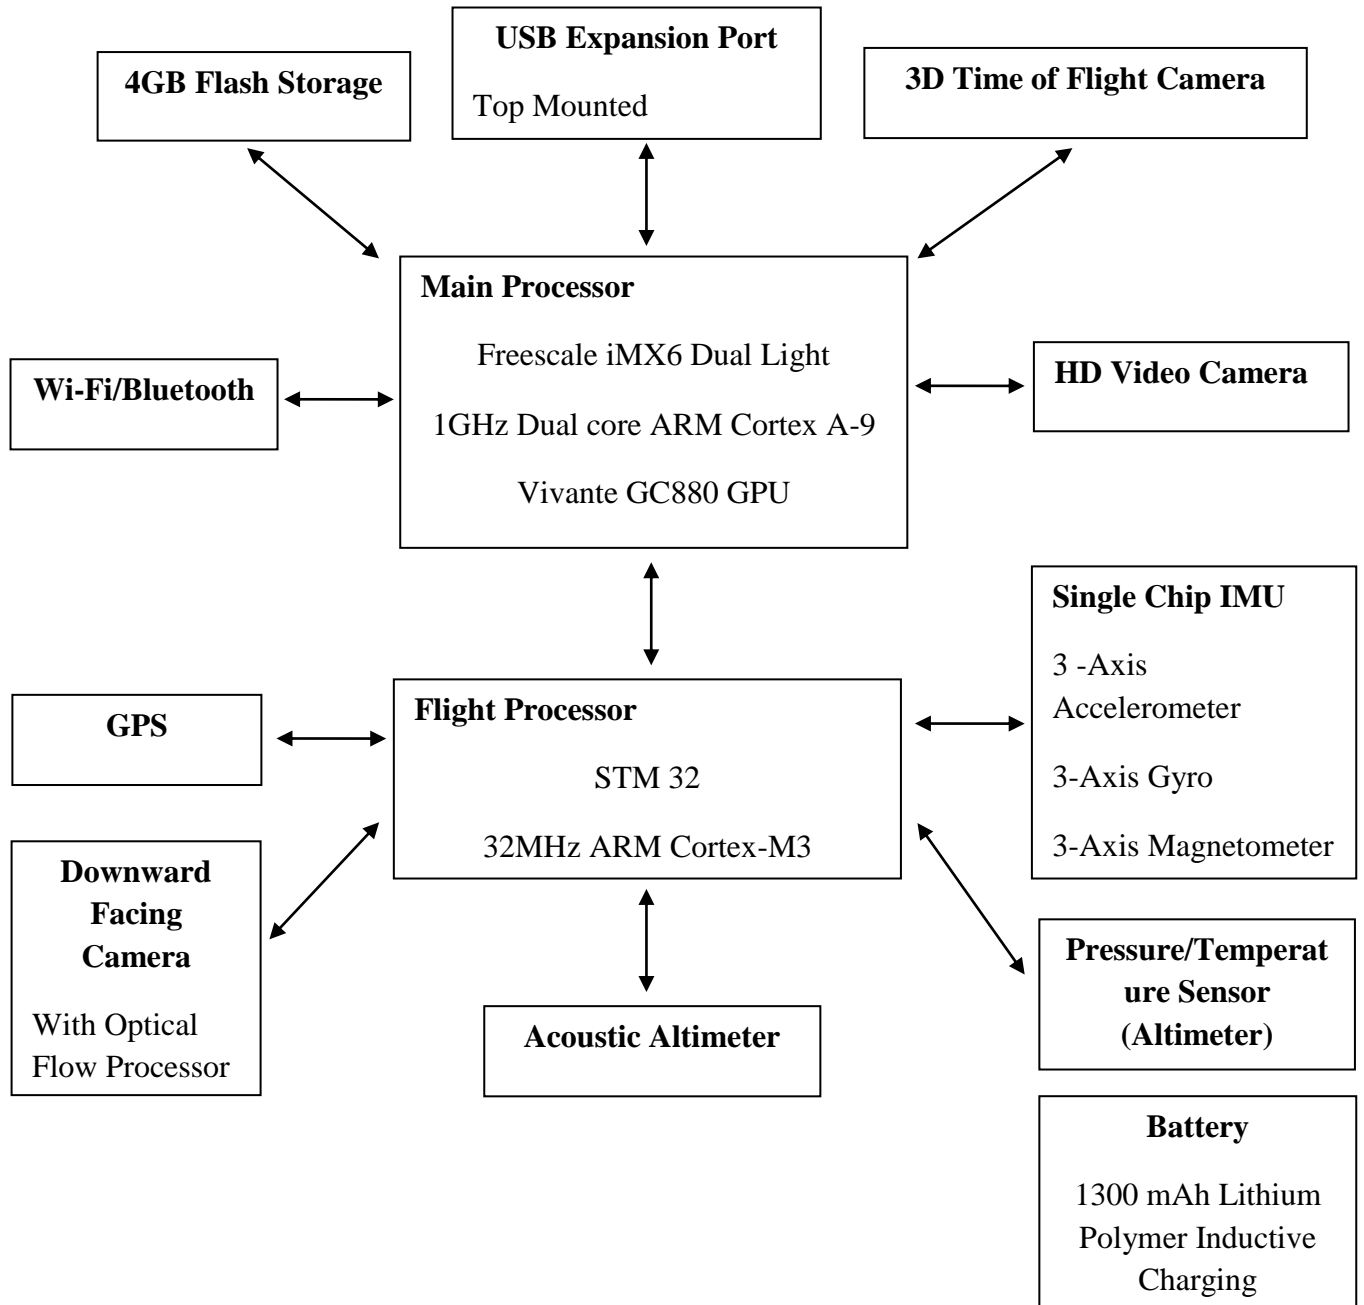 USB Expansion Port
Top Mounted
4GB Flash Storage
3D Time of Flight Camera
Main Processor
Freescale iMX6 Dual Light
1GHz Dual core ARM Cortex A-9
Vivante GC880 GPU
Wi-Fi/Bluetooth
HD Video Camera
Single Chip IMU
3 -Axis
Accelerometer
3-Axis Gyro
3-Axis Magnetometer
GPS
Flight Processor
STM 32
32MHz ARM Cortex-M3
Downward
Facing
Camera
With Optical
Flow Processor
Acoustic Altimeter
Pressure/Temperat
ure Sensor
(Altimeter)
Battery
1300 mAh Lithium
Polymer Inductive
Charging